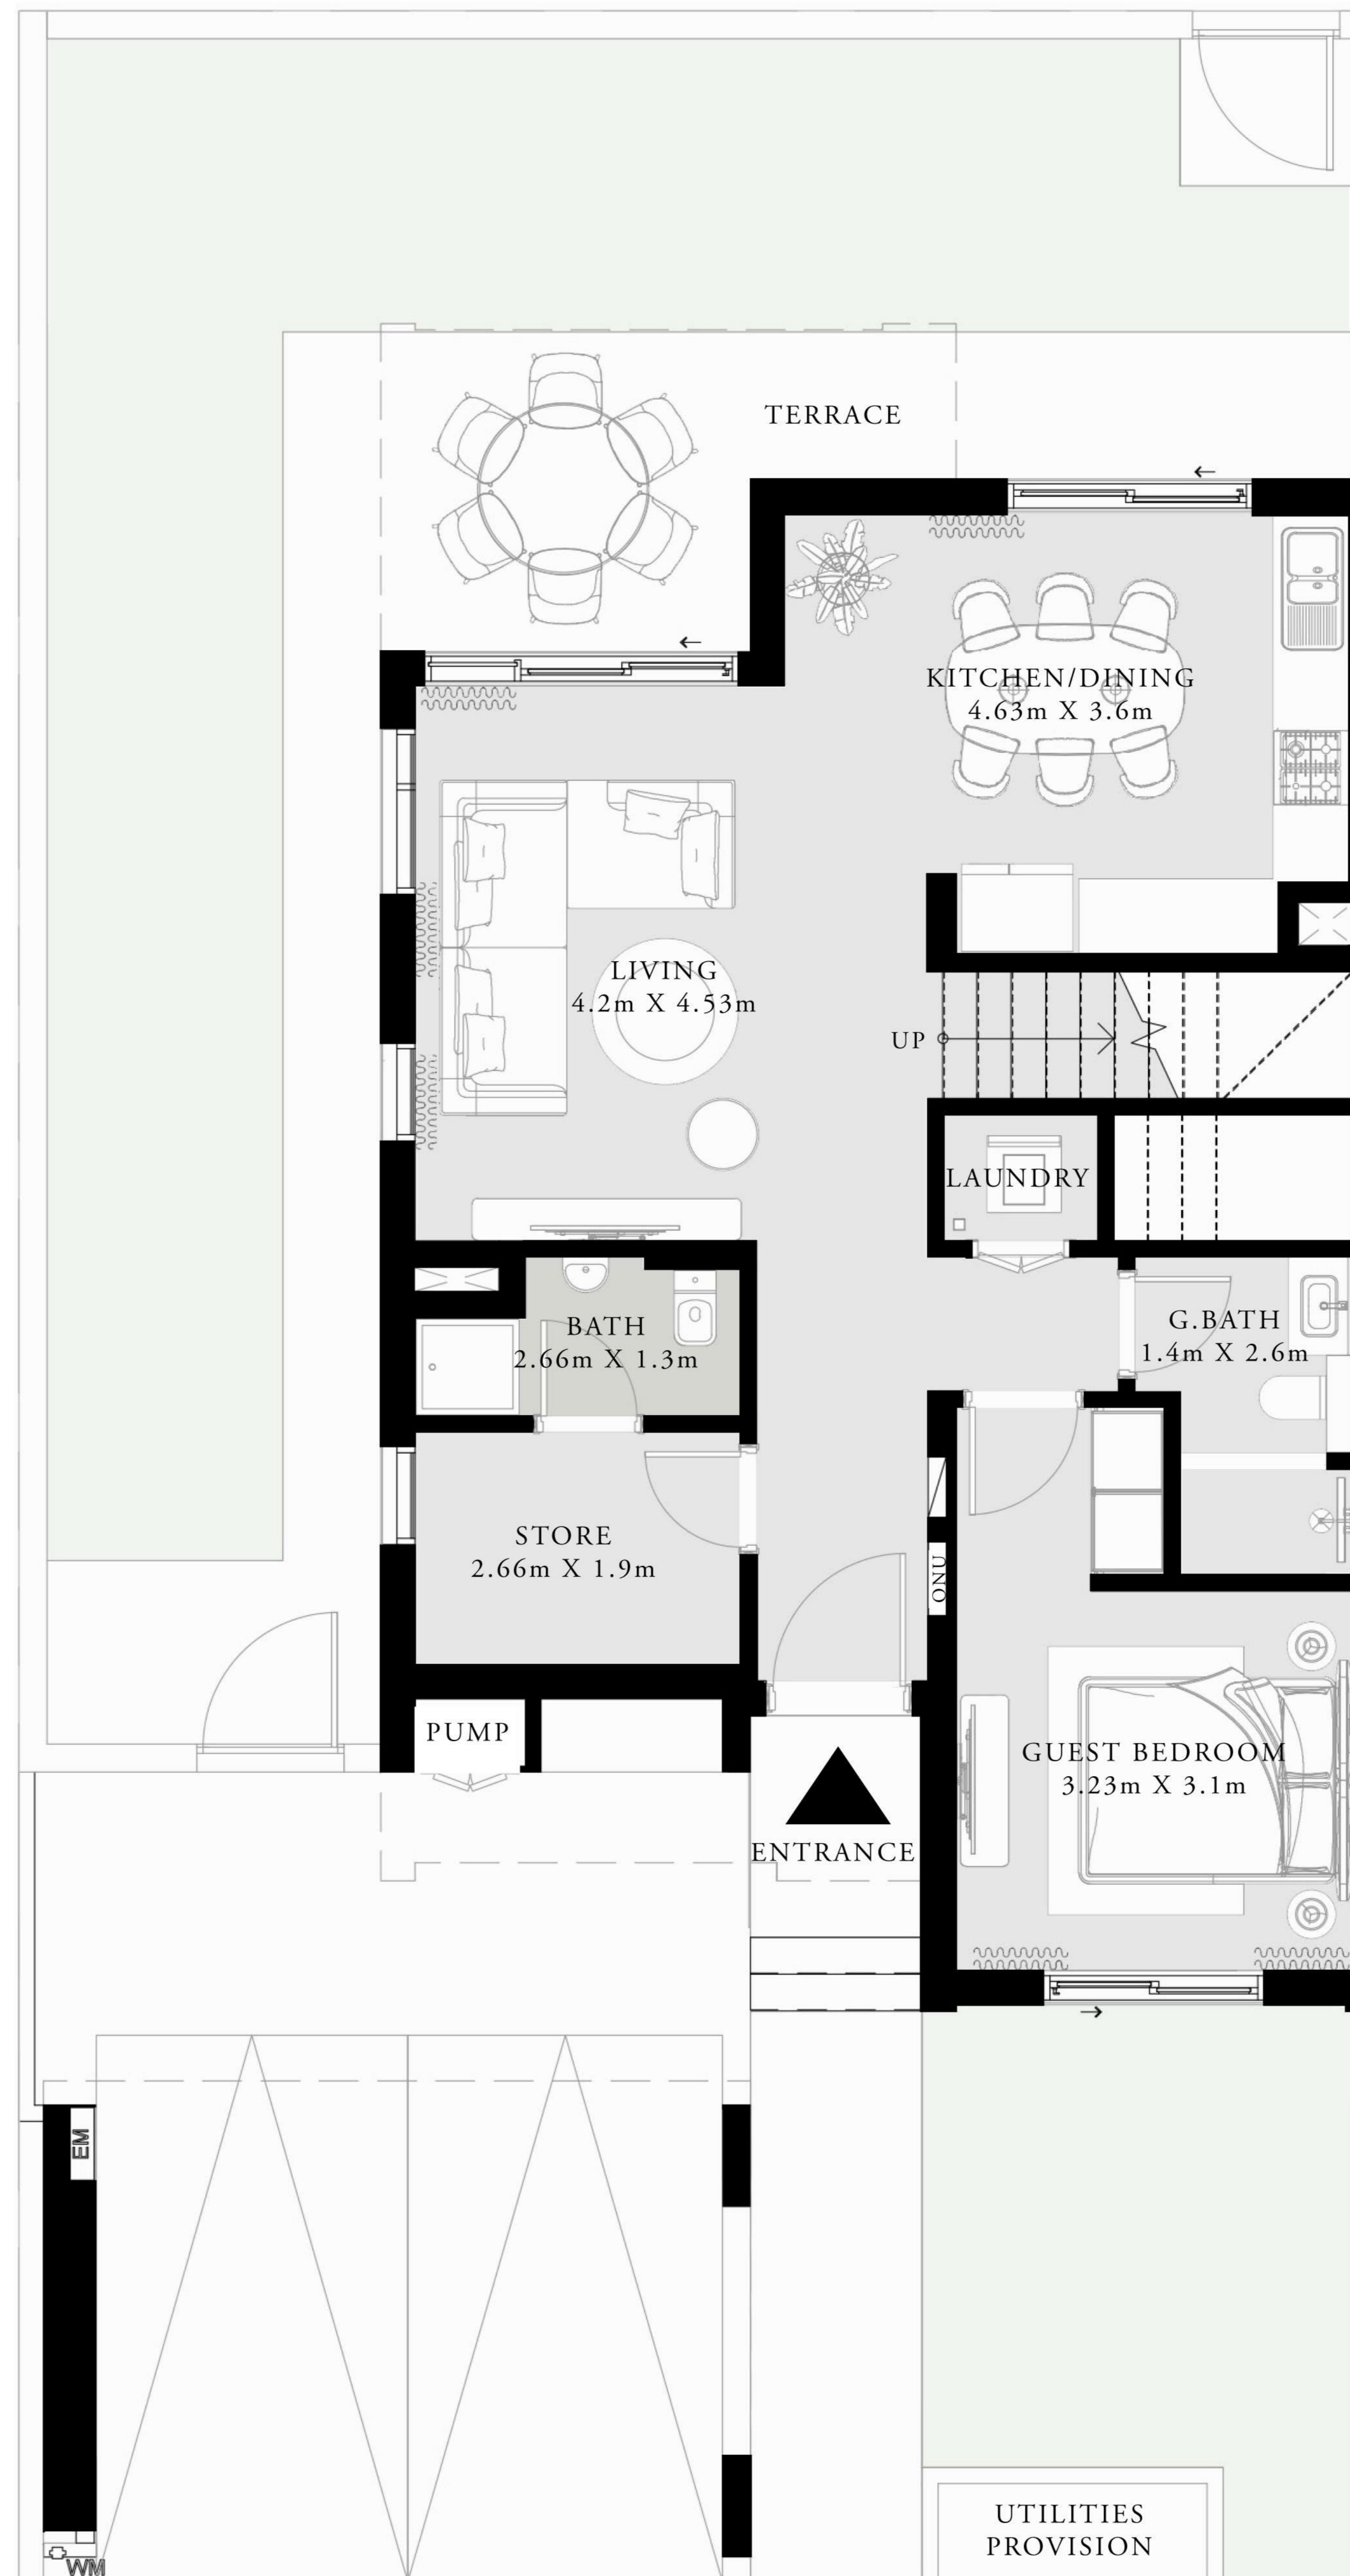 TERRACE
KITCHEN/DINING
4.63m X 3.6m
LIVING
4.2m X 4.53m
UP
LAUNDRY
BATH
2.66m X 1.3m
G.BATH
1.4m X 2.6m
STORE
2.66m X 1.9m
ONU
PUMP
GUEST BEDROOM
3.23m X 3.1m
ENTRANCE
EM
UTILITIES
PROVISION
WM